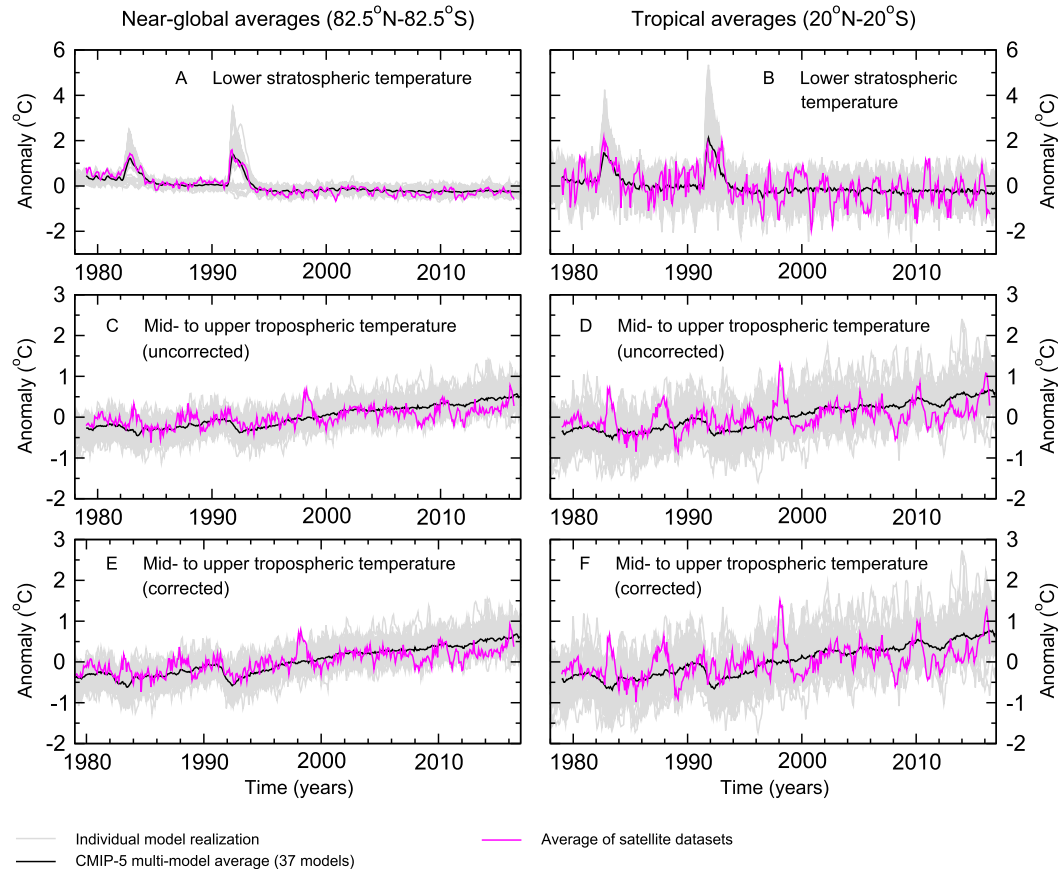 Near-global averages (82.5°N-82.5°S)
Tropical averages (20°N-20°S)
6
4
2
0
-2
Anomaly (°C)
A Lower stratospheric temperature
1980 1990 2000 2010
B Lower stratospheric
temperature
6
4
2
0
-2
Anomaly (°C)
1980 1990 2000 2010
3
2
1
0
-1
-2
Anomaly (°C)
C Mid- to upper tropospheric temperature
(uncorrected)
1980 1990 2000 2010
D Mid- to upper tropospheric temperature
(uncorrected)
3
2
1
0
-1
-2
Anomaly (°C)
1980 1990 2000 2010
3
2
1
0
-1
-2
Anomaly (°C)
E Mid- to upper tropospheric temperature
(corrected)
1980 1990 2000 2010
Time (years)
F Mid- to upper tropospheric temperature
(corrected)
3
2
1
0
-1
-2
Anomaly (°C)
1980 1990 2000 2010
Time (years)
Individual model realization
CMIP-5 multi-model average (37 models)
Average of satellite datasets